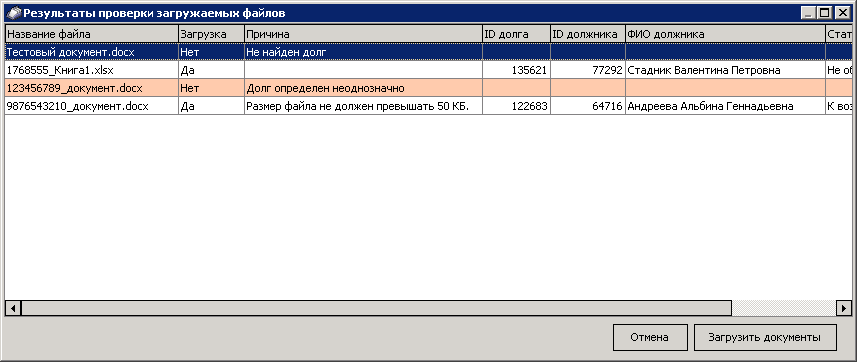 Результаты проверки загружаемых файлов
Название файла Загрузка Причина ID долга ID должника ФИО должника Стат
Тестовый документ.docx Нет Не найден долг
1768555_Книга1.xlsx Да 135621 77292 Стадник Валентина Петровна Не об
123456789_документ.docx Нет Долг определен неоднозначно
9876543210_документ.docx Да Размер файла не должен превышать 50 КБ. 122683 64716 Андреева Альбина Геннадьевна К воз
Отмена Загрузить документы